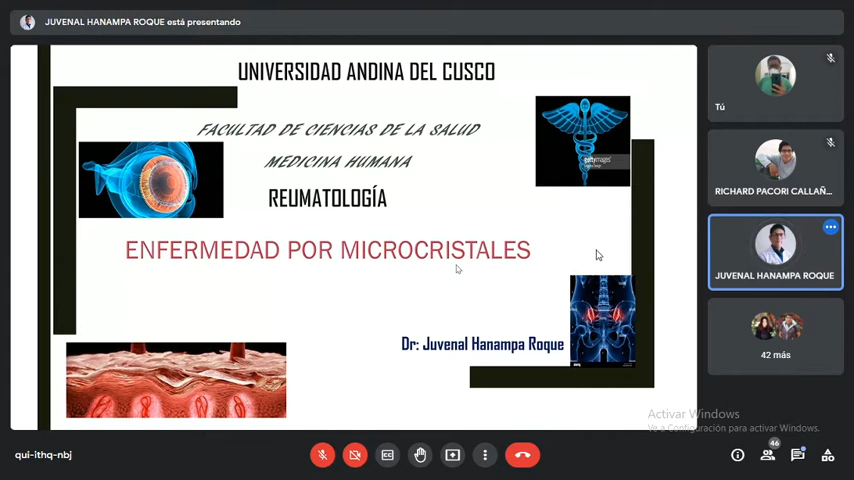 JUVENAL HANAMPA ROQUE está presentando
UNIVERSIDAD ANDINA DEL CUSCO
FACULTAD DE CIENCIAS DE LA SALUD
MEDICINA HUMANA
REUMATOLOGÍA
ENFERMEDAD POR MICROCRISTALES
Dr: Juvenal Hanampa Roque
gettyimages
Tú
RICHARD PACORI CALLAÑ...
JUVENAL HANAMPA ROQUE
42 más
Activar Windows
Ve a Configuración para activar Windows.
qui-ithq-nbj
CC
46